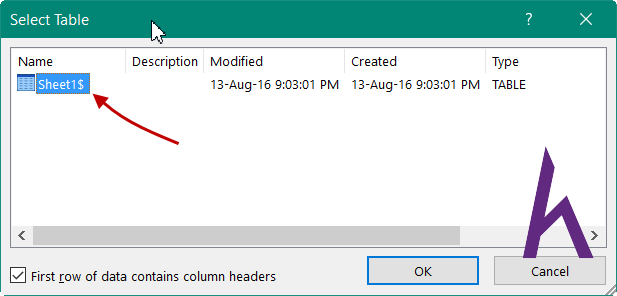 Select Table
Name Description Modified Created Type
Sheet1$ 13-Aug-16 9:03:01 PM 13-Aug-16 9:03:01 PM TABLE
First row of data contains column headers OK Cancel